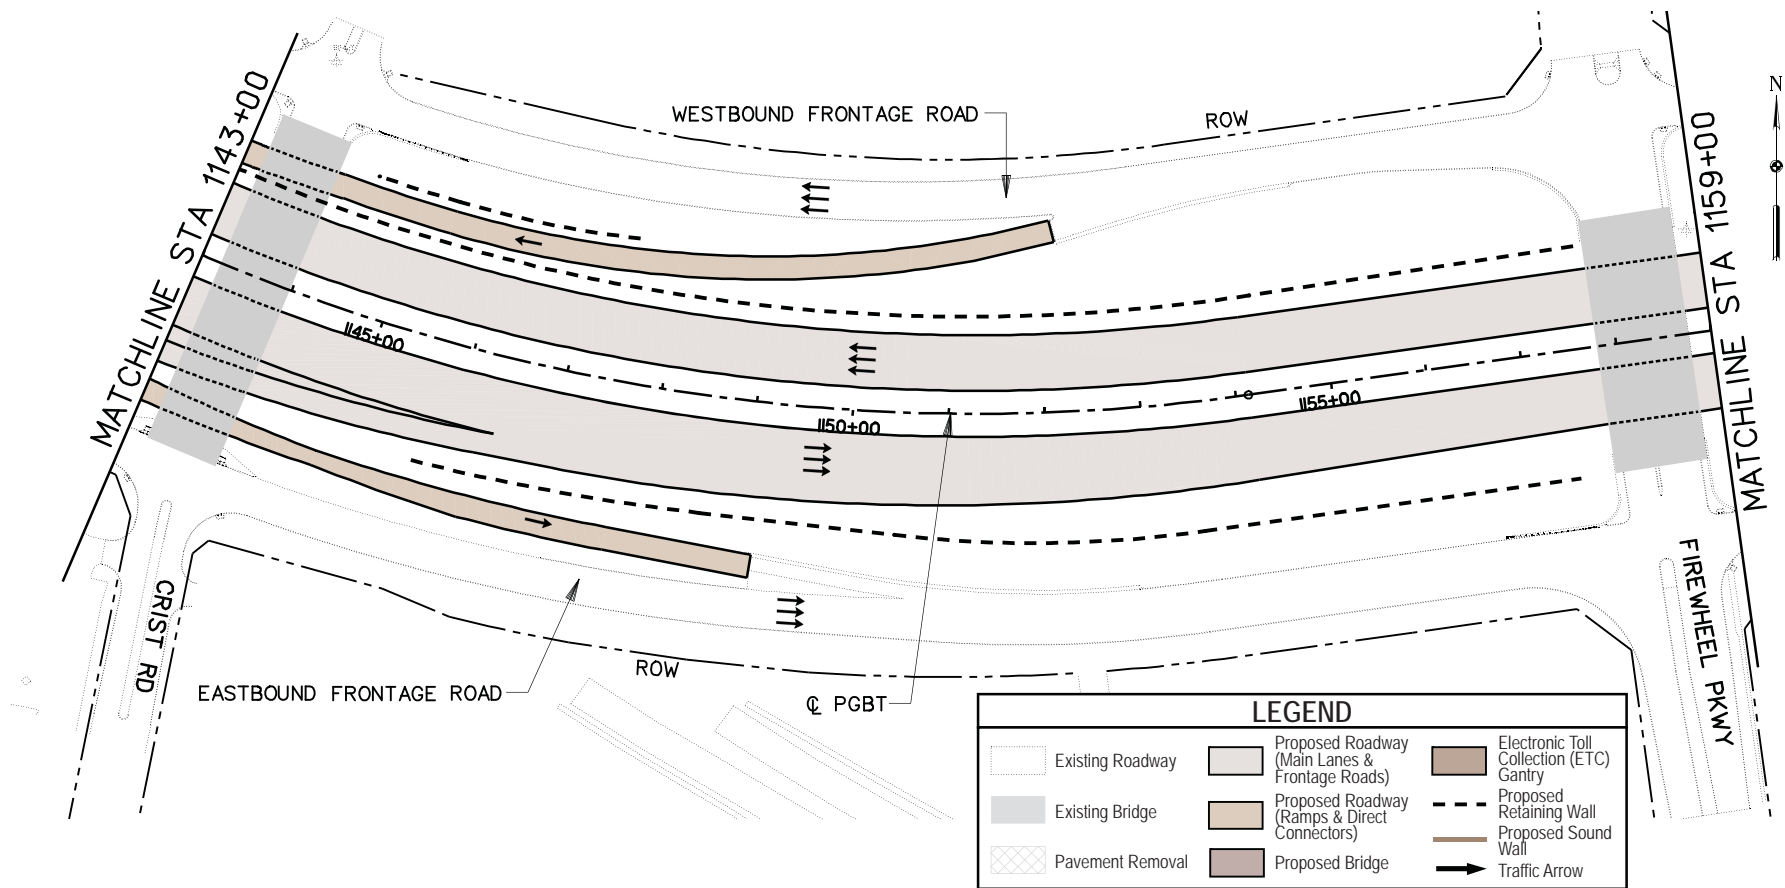 MATCHLINE STA 1143+00
WESTBOUND FRONTAGE ROAD
ROW
N
MATCHLINE STA 1159+00
1145+00
1150+00
1155+00
CRIST RD
EASTBOUND FRONTAGE ROAD
ROW
℄ PGBT
FIREWHEEL PKWY
LEGEND
Existing Roadway
Existing Bridge
Pavement Removal
Proposed Roadway
(Main Lanes &
Frontage Roads)
Proposed Roadway
(Ramps & Direct
Connectors)
Proposed Bridge
Electronic Toll
Collection (ETC)
Gantry
Proposed
Retaining Wall
Proposed Sound
Wall
Traffic Arrow